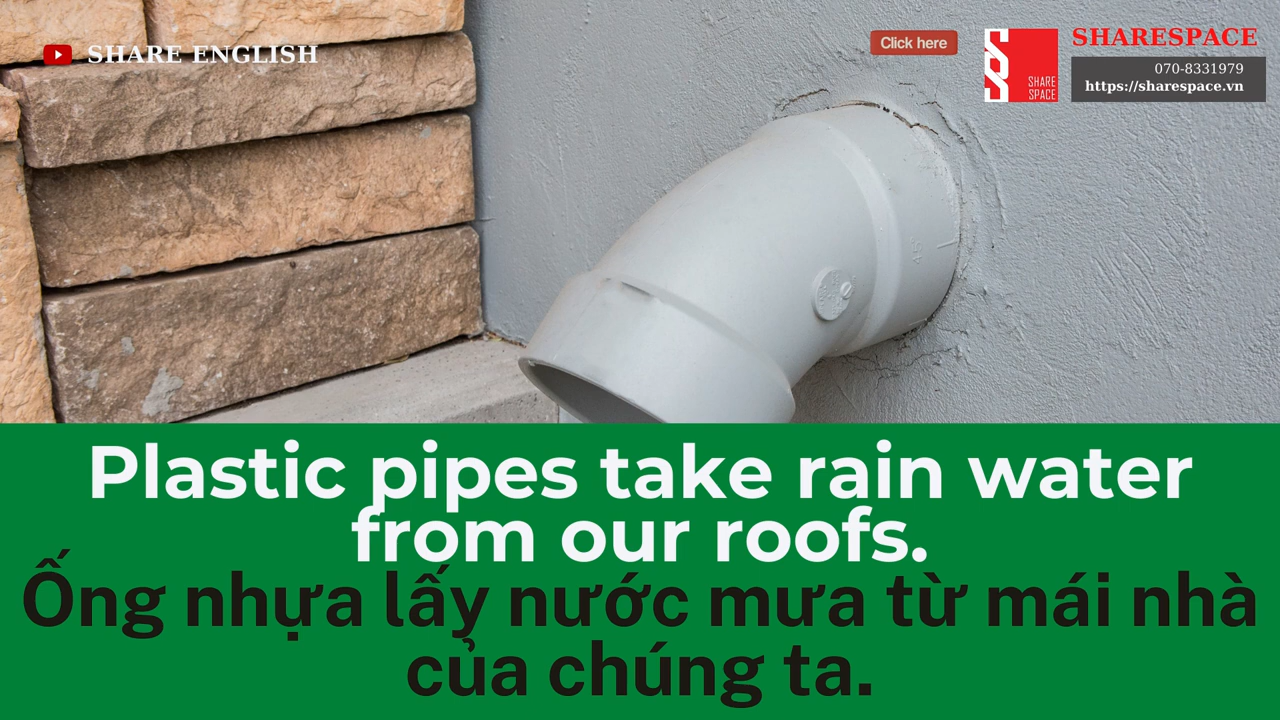 SHARE ENGLISH
Click here
SHARESPACE
070-8331979
https://sharespace.vn
SHARE
SPACE
Plastic pipes take rain water
from our roofs.
Ống nhựa lấy nước mưa từ mái nhà
của chúng ta.